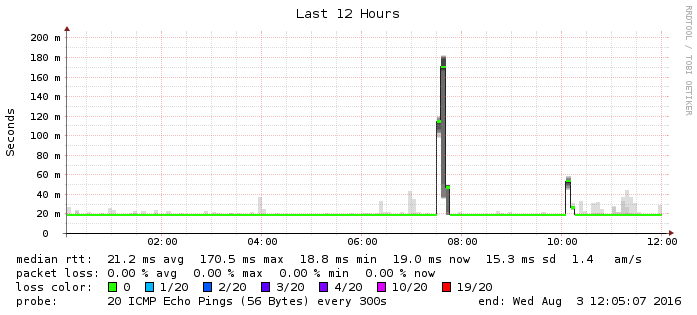 Last 12 Hours
RRDTOOL / TOBI OETIKER
Seconds
200 m
180 m
160 m
140 m
120 m
100 m
80 m
60 m
40 m
20 m
0
02:00 04:00 06:00 08:00 10:00 12:00
median rtt: 21.2 ms avg 170.5 ms max 18.8 ms min 19.0 ms now 15.3 ms sd 1.4 am/s
packet loss: 0.00 % avg 0.00 % max 0.00 % min 0.00 % now
loss color: 0 1/20 2/20 3/20 4/20 10/20 19/20
probe: 20 ICMP Echo Pings (56 Bytes) every 300s end: Wed Aug 3 12:05:07 2016